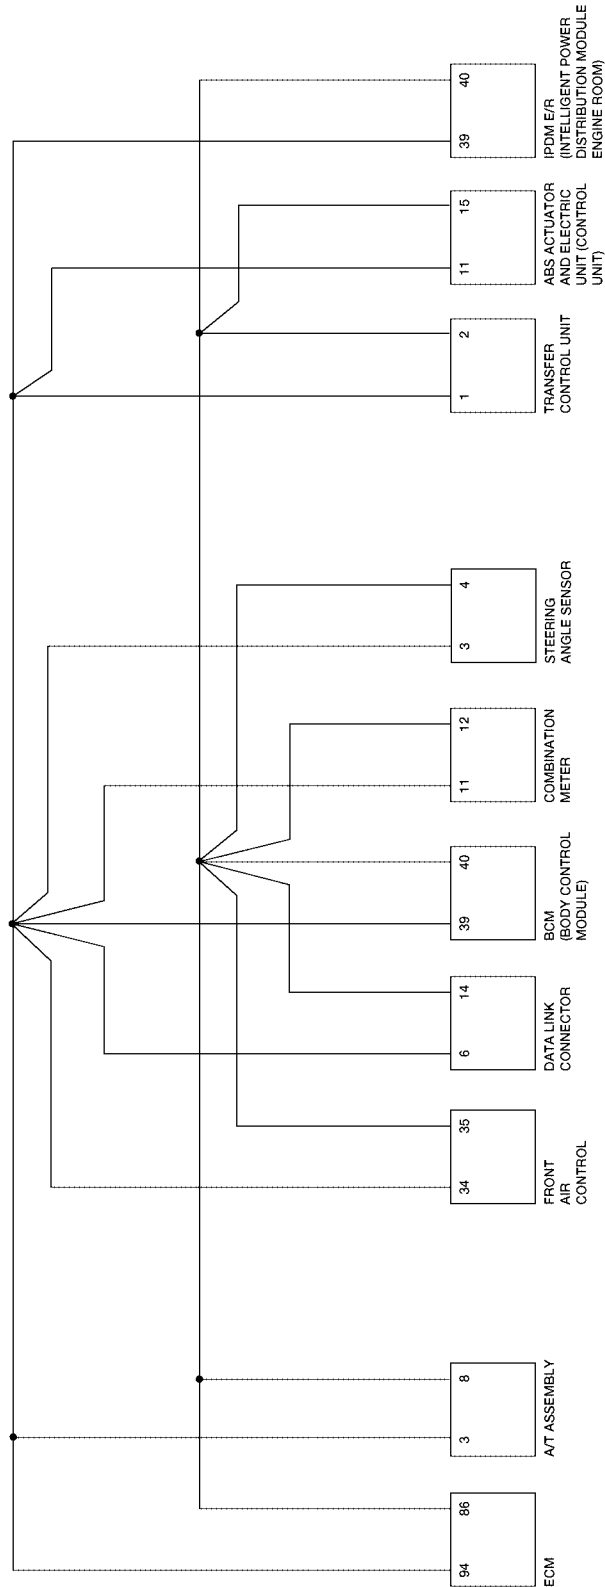 94
86
ECM
3
8
A/T ASSEMBLY
34
35
FRONT
AIR
CONTROL
6
14
DATA LINK
CONNECTOR
39
40
BCM
(BODY CONTROL
MODULE)
11
12
COMBINATION
METER
3
4
STEERING
ANGLE SENSOR
1
2
TRANSFER
CONTROL UNIT
11
15
ABS ACTUATOR
AND ELECTRIC
UNIT (CONTROL
UNIT)
39
40
IPDM E/R
(INTELLIGENT POWER
DISTRIBUTION MODULE
ENGINE ROOM)